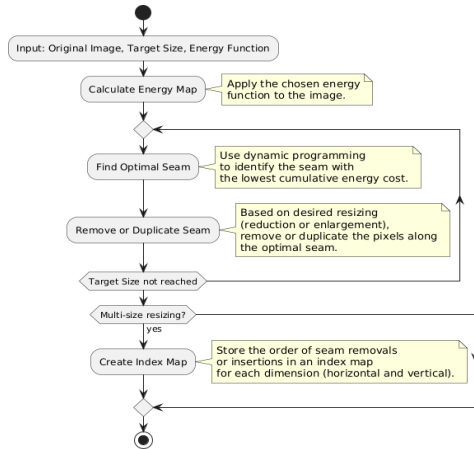 Input: Original Image, Target Size, Energy Function
Calculate Energy Map
Apply the chosen energy
function to the image.
Find Optimal Seam
Use dynamic programming
to identify the seam with
the lowest cumulative energy cost.
Remove or Duplicate Seam
Based on desired resizing
(reduction or enlargement),
remove or duplicate the pixels along
the optimal seam.
Target Size not reached
Multi-size resizing?
yes
Create Index Map
Store the order of seam removals
or insertions in an index map
for each dimension (horizontal and vertical).